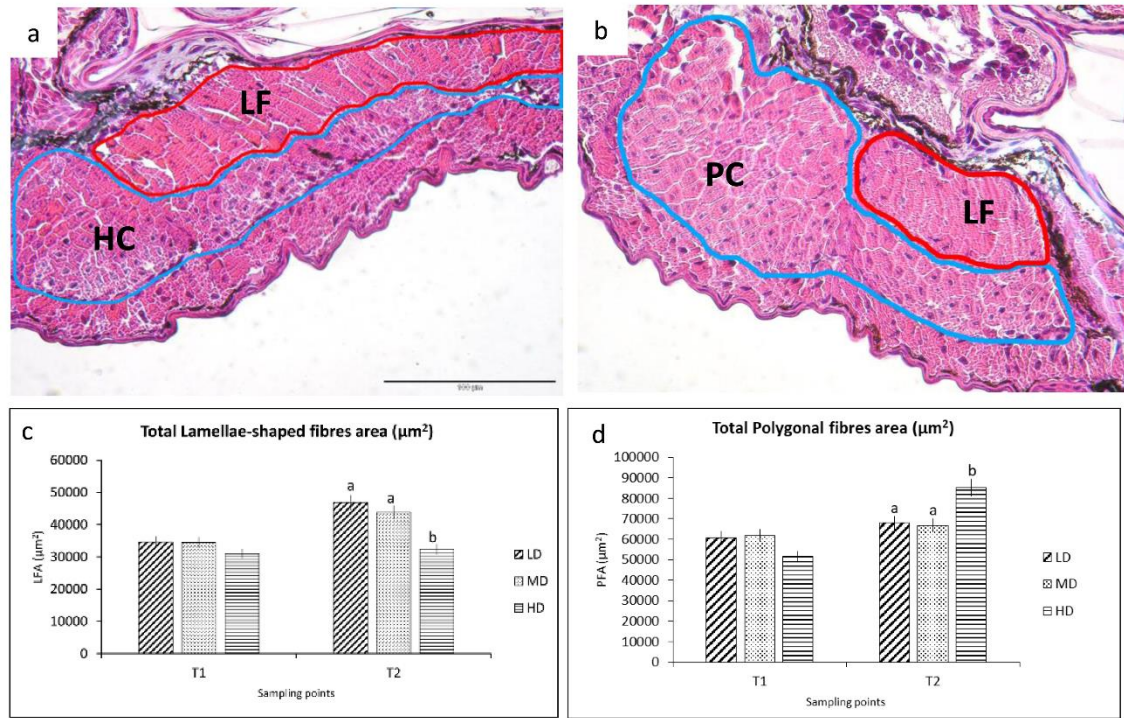 a
LF
HC
100 µm
b
PC
LF
c
Total Lamellae-shaped fibres area (µm²)
60000
50000
40000
30000
20000
10000
0
LFA (µm²)
a
a
b
T1
T2
Sampling points
LD
MD
HD
d
Total Polygonal fibres area (µm²)
100000
90000
80000
70000
60000
50000
40000
30000
20000
10000
0
PFA (µm²)
a
a
b
T1
T2
Sampling points
LD
MD
HD